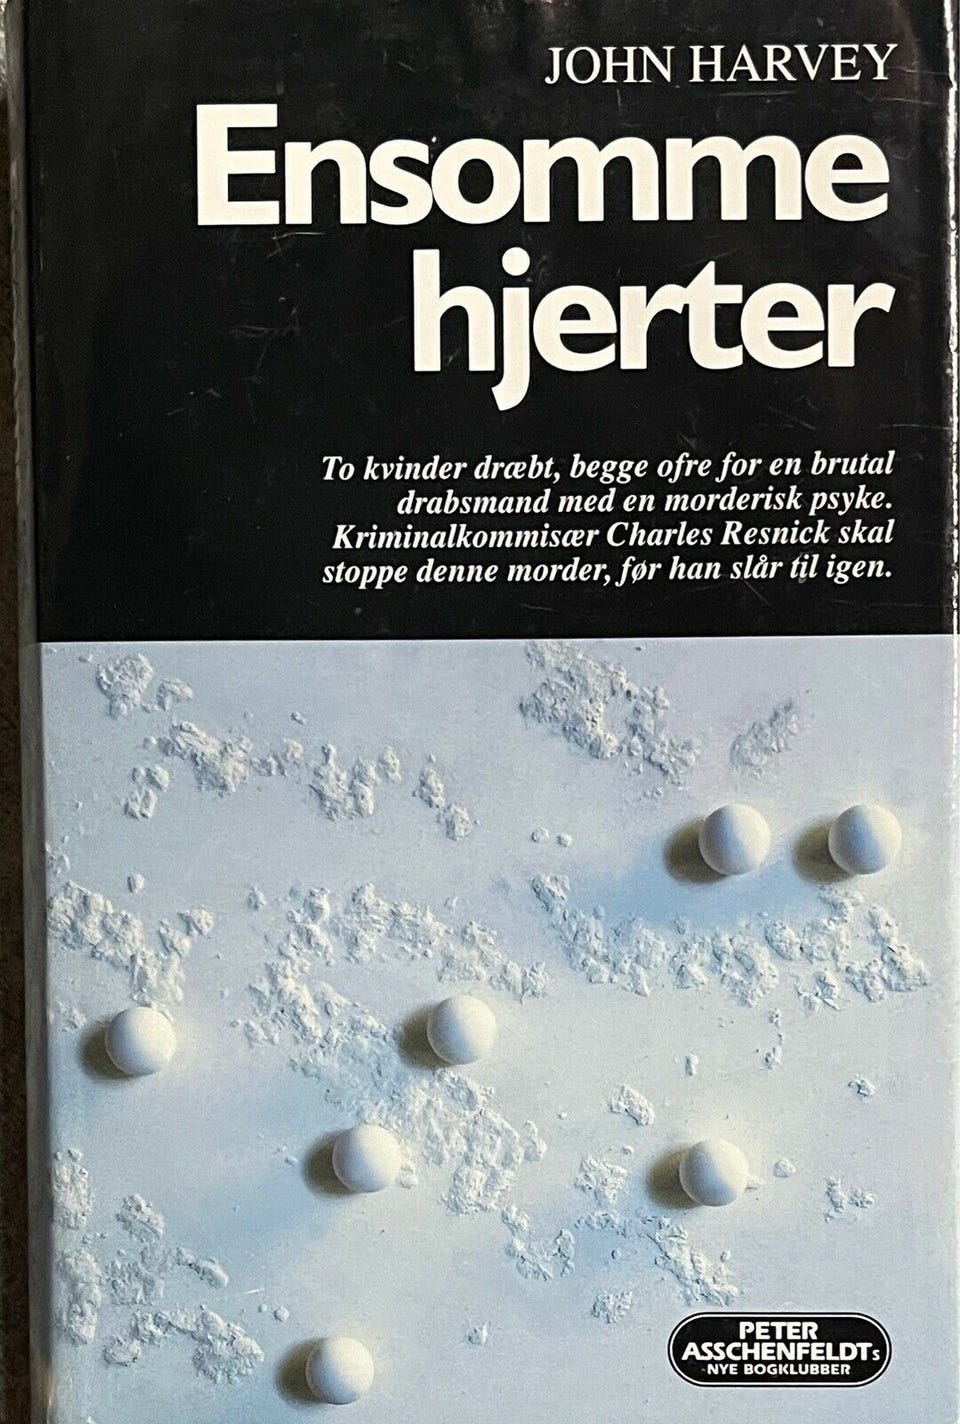 JOHN HARVEY
Ensomme
hjerter
To kvinder dræbt, begge ofre for en brutal
drabsmand med en morderisk psyke.
Kriminalkommisær Charles Resnick skal
stoppe denne morder, før han slår til igen.
PETER
ASSCHENFELDTs
NYE BOGKLUBBER